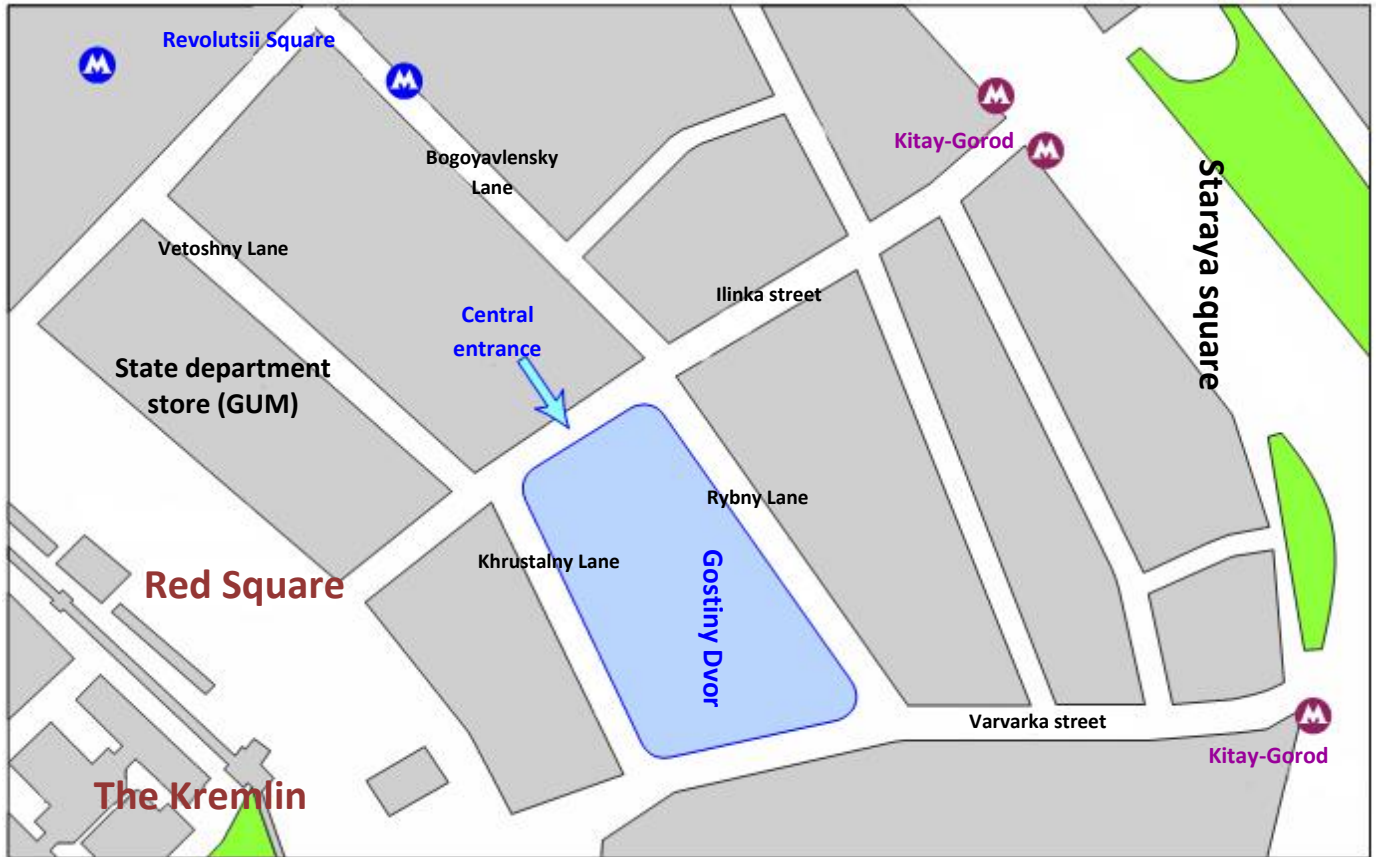 Revolutsii Square
M
M
M
Kitay-Gorod
M
Bogoyavlensky
Lane
Staraya square
Vetoshny Lane
Ilinka street
Central
entrance
State department
store (GUM)
Rybny Lane
Khrustalny Lane
Gostiny Dvor
Red Square
Varvarka street
M
Kitay-Gorod
The Kremlin